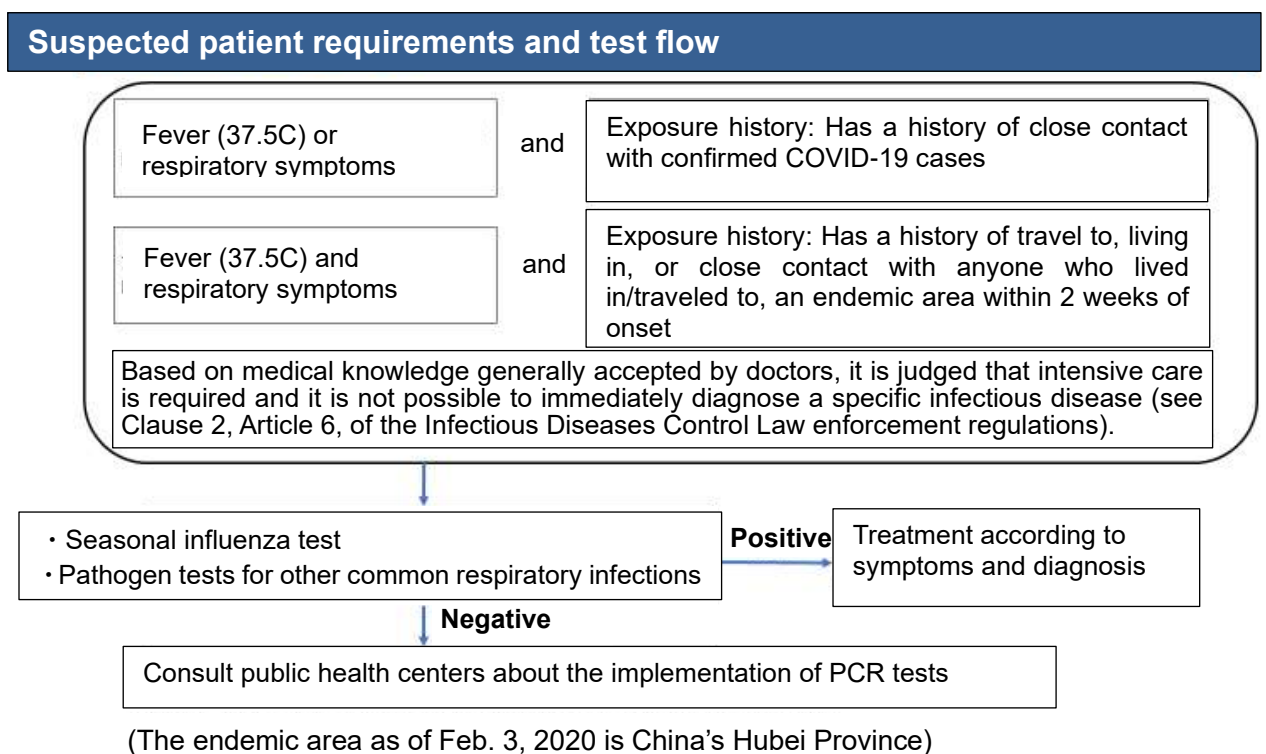 Suspected patient requirements and test flow
Fever (37.5C) or
respiratory symptoms
and
Exposure history: Has a history of close contact
with confirmed COVID-19 cases
Fever (37.5C) and
respiratory symptoms
and
Exposure history: Has a history of travel to, living
in, or close contact with anyone who lived
in/traveled to, an endemic area within 2 weeks of
onset
Based on medical knowledge generally accepted by doctors, it is judged that intensive care
is required and it is not possible to immediately diagnose a specific infectious disease (see
Clause 2, Article 6, of the Infectious Diseases Control Law enforcement regulations).
・Seasonal influenza test
・Pathogen tests for other common respiratory infections
Positive
Treatment according to
symptoms and diagnosis
Negative
Consult public health centers about the implementation of PCR tests
(The endemic area as of Feb. 3, 2020 is China's Hubei Province)